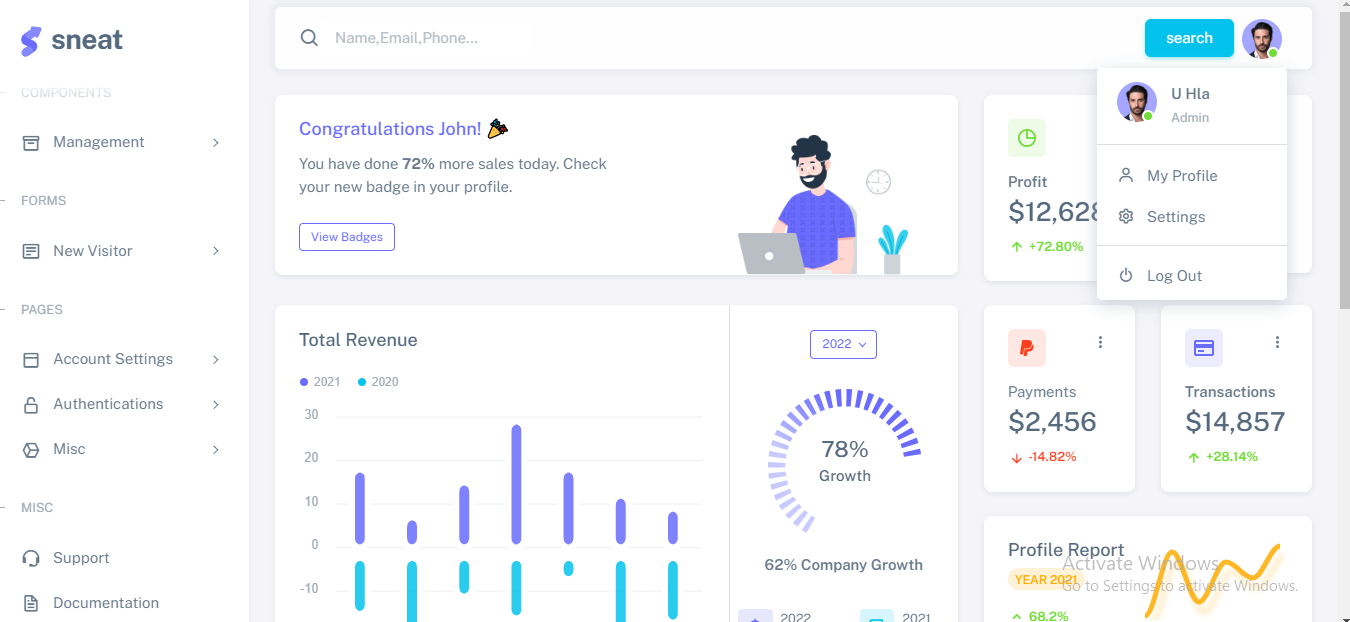 sneat
COMPONENTS
Management
FORMS
New Visitor
PAGES
Account Settings
Authentications
Misc
MISC
Support
Documentation
Name,Email,Phone...
search
U Hla
Admin
My Profile
Settings
Log Out
Congratulations John!
You have done 72% more sales today. Check
your new badge in your profile.
View Badges
Profit
$12,628
+72.80%
Total Revenue
2021 2020
30
20
10
0
-10
2022
78%
Growth
62% Company Growth
2022 2021
Payments
$2,456
-14.82%
Transactions
$14,857
+28.14%
Profile Report
YEAR 2021
68.2%
Activate Windows
Go to Settings to activate Windows.